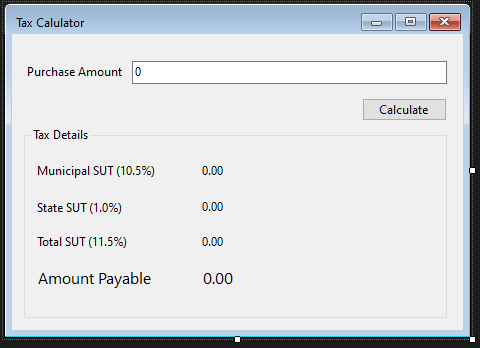 Tax Calulator
Purchase Amount 0
Calculate
Tax Details
Municipal SUT (10.5%) 0.00
State SUT (1.0%) 0.00
Total SUT (11.5%) 0.00
Amount Payable 0.00